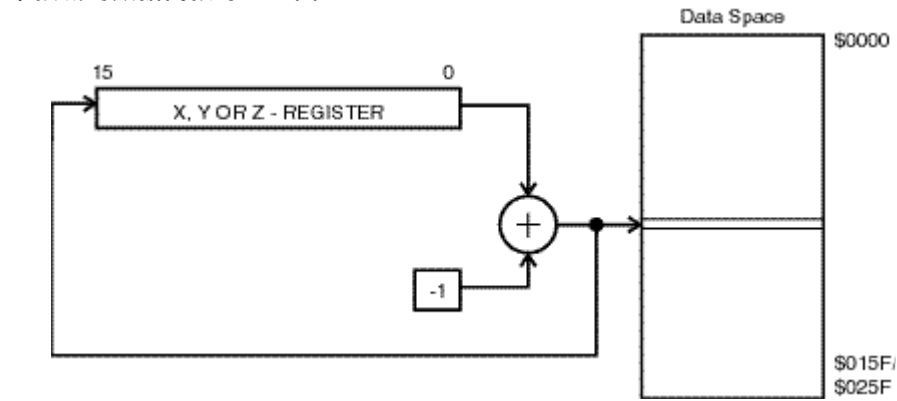 Data Space
$0000
15 0
X, Y OR Z - REGISTER
+
-1
$015F/
$025F